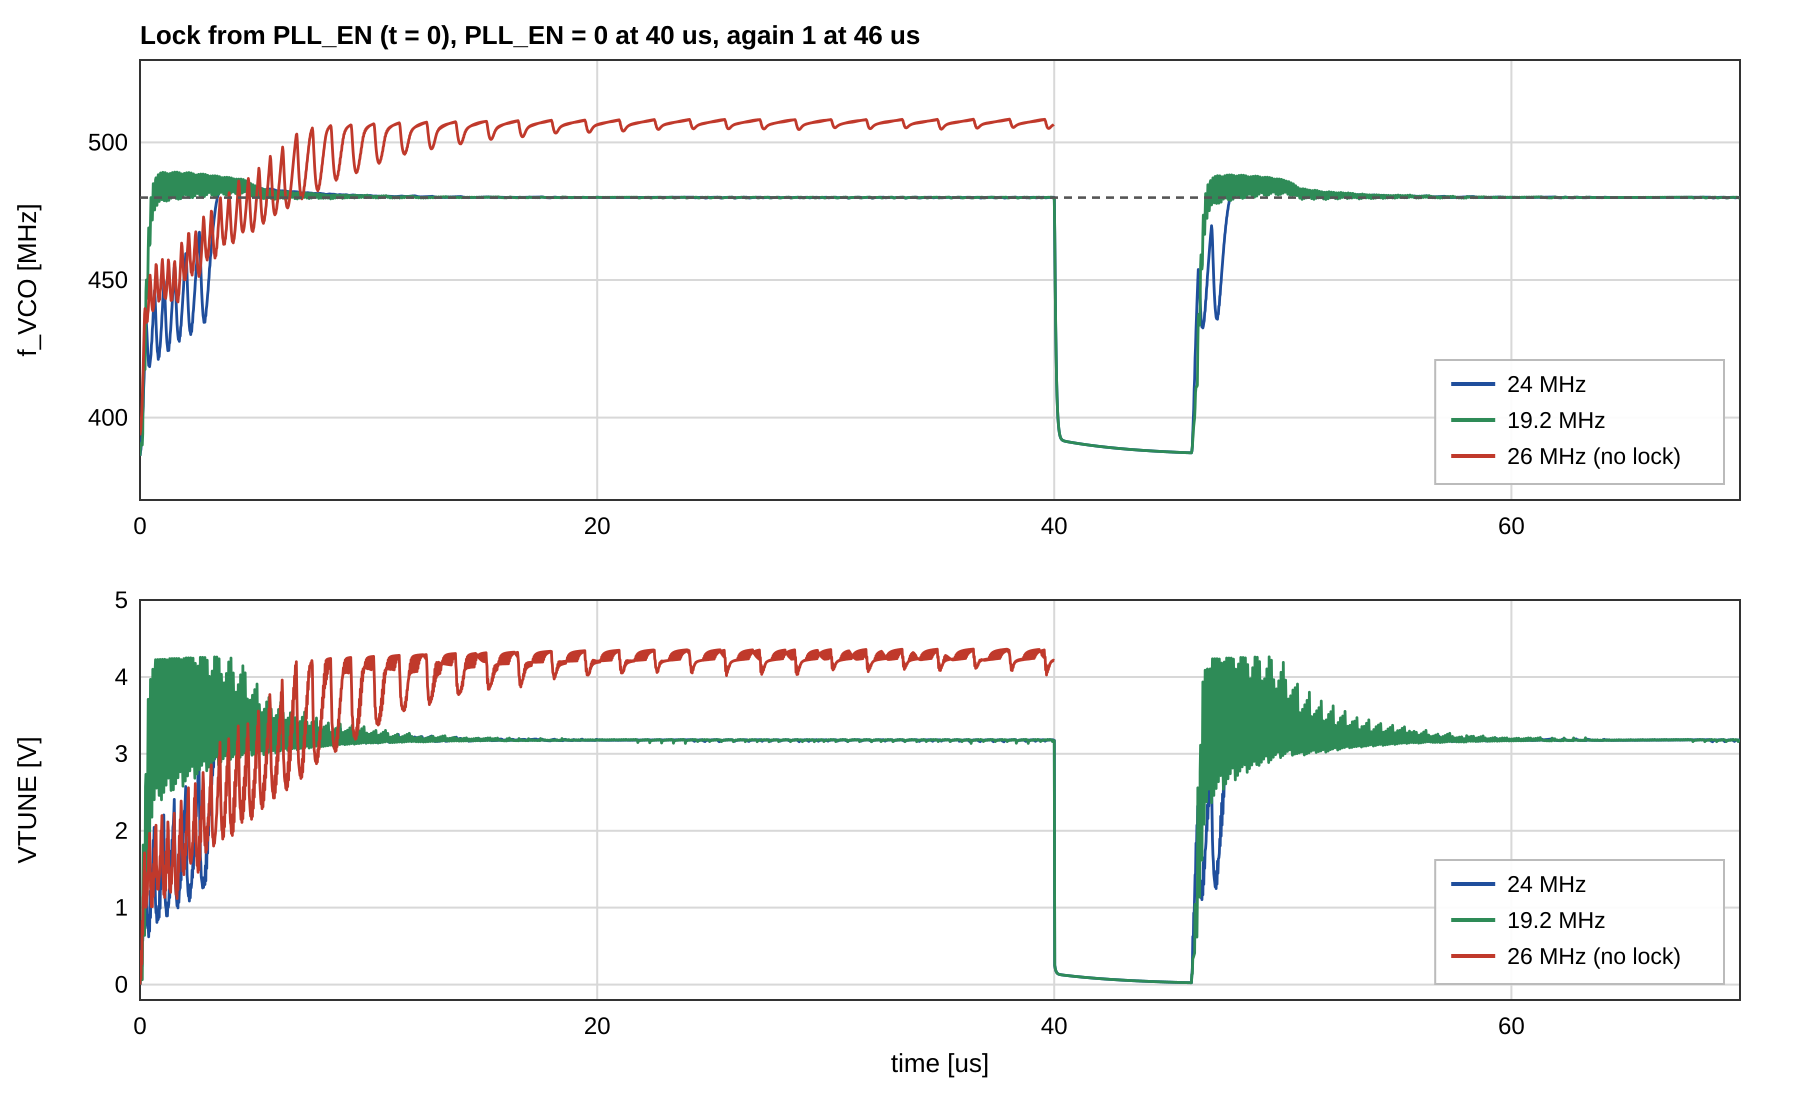 Lock from PLL_EN (t = 0), PLL_EN = 0 at 40 us, again 1 at 46 us
f_VCO [MHz]
500
450
400
24 MHz
19.2 MHz
26 MHz (no lock)
0 20 40 60
VTUNE [V]
5
4
3
2
1
0
24 MHz
19.2 MHz
26 MHz (no lock)
0 20 40 60
time [us]